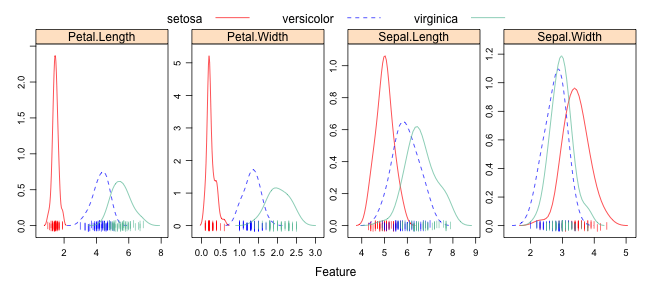 setosa versicolor virginica
Petal.Length Petal.Width Sepal.Length Sepal.Width
0.0 0.5 1.0 1.5 2.0
2 4 6 8
0 1 2 3 4 5
0.0 0.5 1.0 1.5 2.0 2.5 3.0
0.0 0.2 0.4 0.6 0.8 1.0
4 5 6 7 8 9
0.0 0.2 0.4 0.6 0.8 1.0 1.2
2 3 4 5
Feature